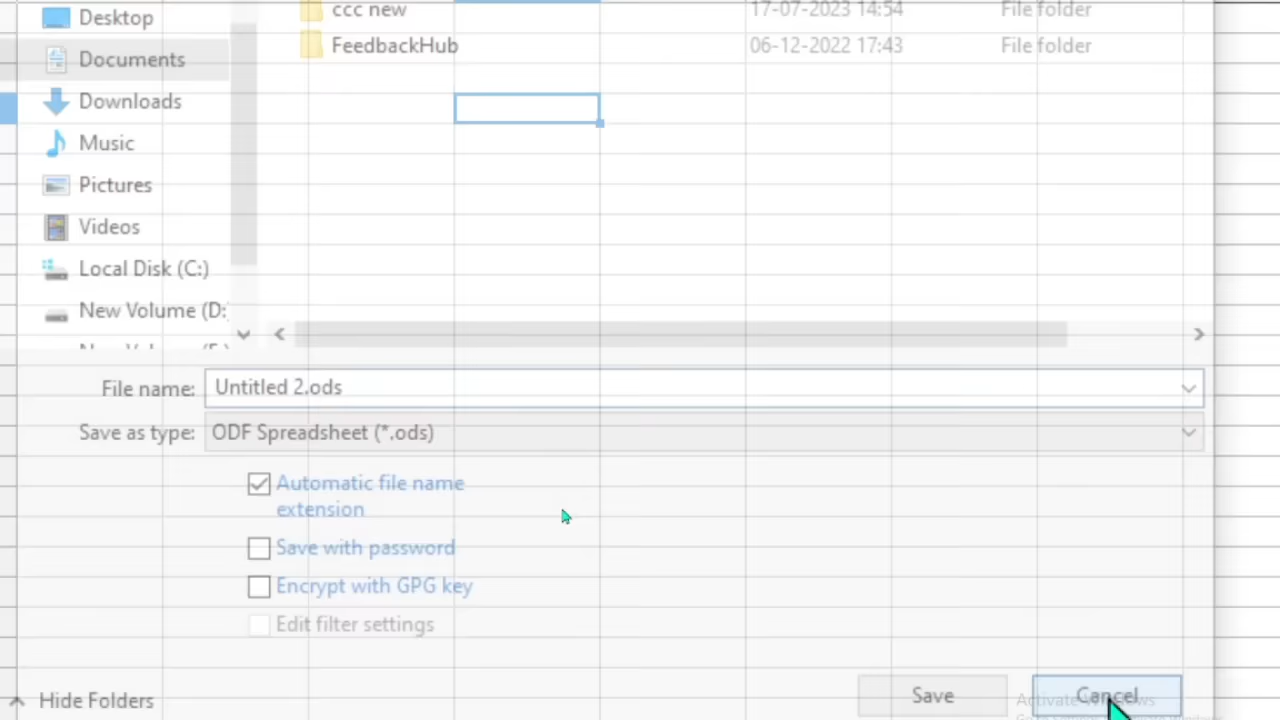 Desktop
ccc new 17-07-2023 14:54 File folder
FeedbackHub 06-12-2022 17:43 File folder
Documents
Downloads
Music
Pictures
Videos
Local Disk (C:)
New Volume (D:
File name: Untitled 2.ods
Save as type: ODF Spreadsheet (*.ods)
Automatic file name
extension
Save with password
Encrypt with GPG key
Edit filter settings
Hide Folders
Save
Cancel
Activate Windows